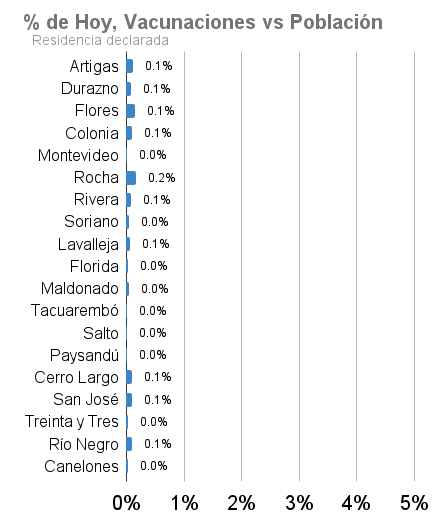 % de Hoy, Vacunaciones vs Población
Residencia declarada
Artigas 0.1%
Durazno 0.1%
Flores 0.1%
Colonia 0.1%
Montevideo 0.0%
Rocha 0.2%
Rivera 0.1%
Soriano 0.0%
Lavalleja 0.1%
Florida 0.0%
Maldonado 0.0%
Tacuarembó 0.0%
Salto 0.0%
Paysandú 0.0%
Cerro Largo 0.1%
San José 0.1%
Treinta y Tres 0.0%
Río Negro 0.1%
Canelones 0.0%
0% 1% 2% 3% 4% 5%